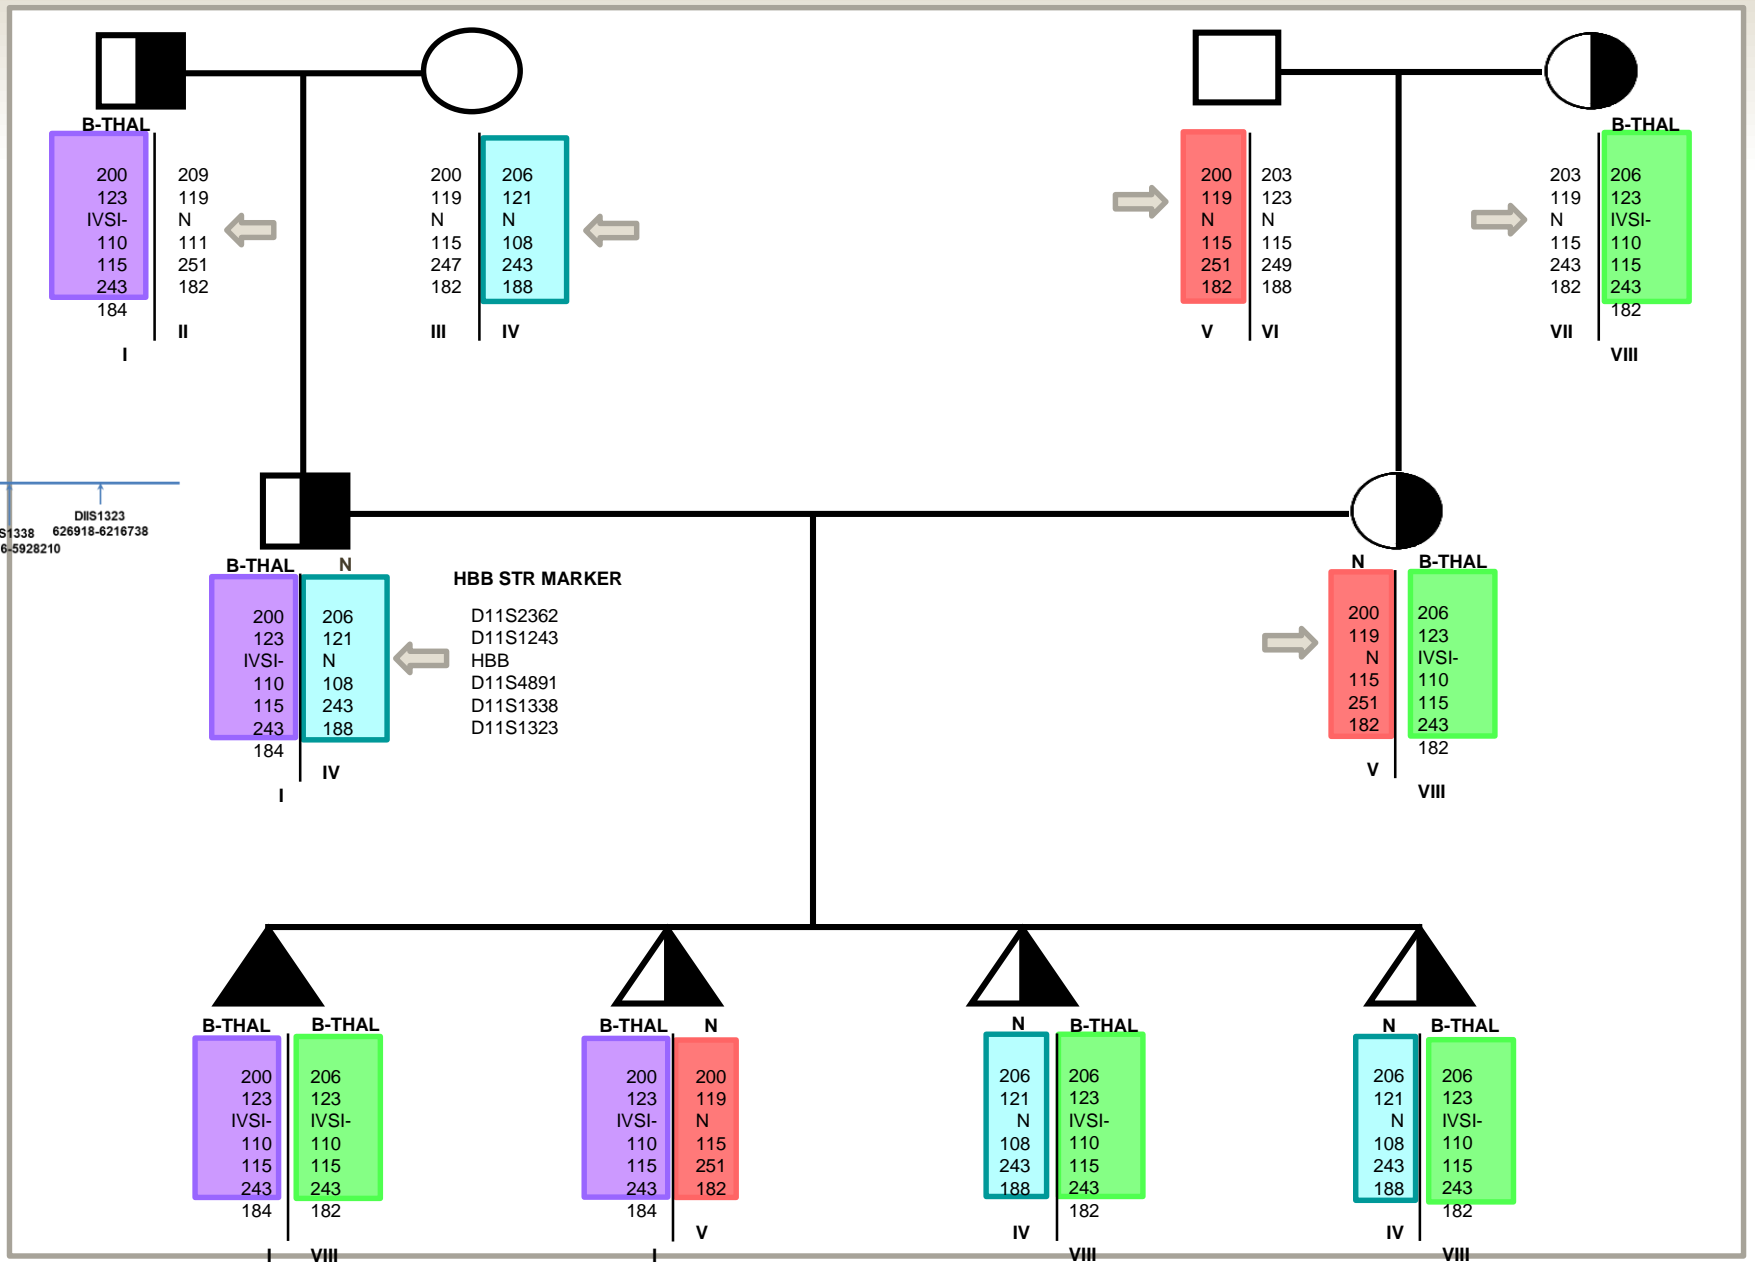 B-THAL
200
123
IVSI-
110
115
243
184
I
209
119
N
111
251
182
II
200
119
N
115
247
182
III
206
121
N
108
243
188
IV
200
119
N
115
251
182
V
203
123
N
115
249
188
VI
203
119
N
115
243
182
VII
B-THAL
206
123
IVSI-
110
115
243
182
VIII
S1338
6-5928210
DIIS1323
626918-6216738
B-THAL
200
123
IVSI-
110
115
243
184
I
N
206
121
N
108
243
188
IV
HBB STR MARKER
D11S2362
D11S1243
HBB
D11S4891
D11S1338
D11S1323
N
200
119
N
115
251
182
V
B-THAL
206
123
IVSI-
110
115
243
182
VIII
B-THAL
200
123
IVSI-
110
115
243
184
I
B-THAL
206
123
IVSI-
110
115
243
182
VIII
B-THAL
200
123
IVSI-
110
115
243
184
I
N
200
119
N
115
251
182
V
N
206
121
N
108
243
188
IV
B-THAL
206
123
IVSI-
110
115
243
182
VIII
N
206
121
N
108
243
188
IV
B-THAL
206
123
IVSI-
110
115
243
182
VIII